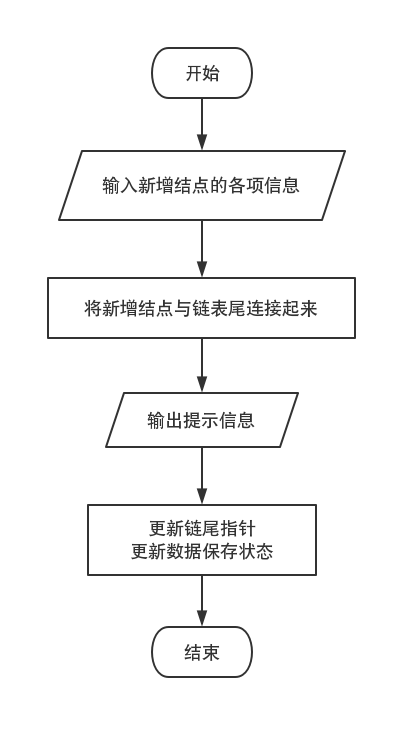 开始
输入新增结点的各项信息
将新增结点与链表尾连接起来
输出提示信息
更新链尾指针
更新数据保存状态
结束